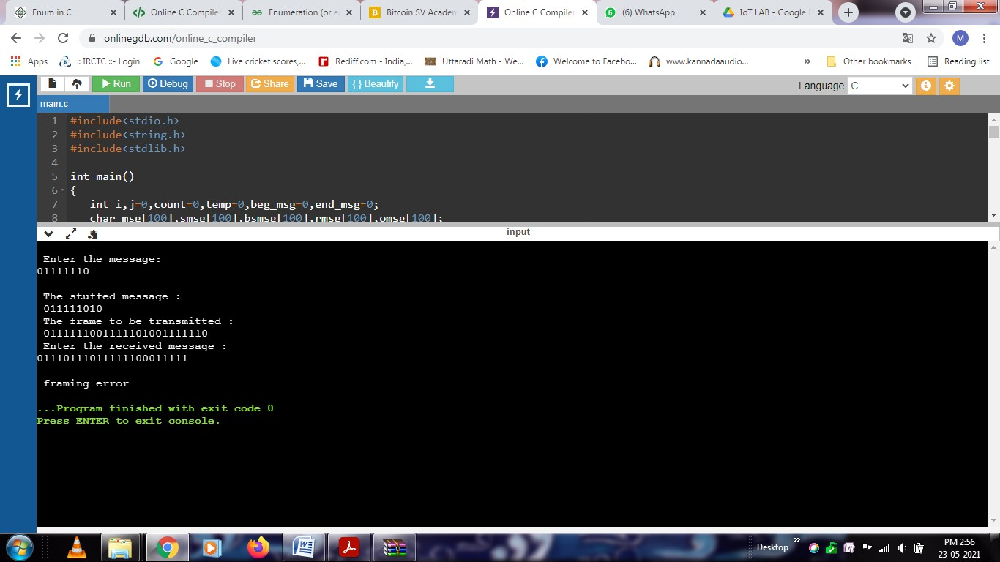 Enum in C
Online C Compiler
Enumeration (or e
Bitcoin SV Academ
Online C Compiler
(6) WhatsApp
IoT LAB - Google D
onlinegdb.com/online_c_compiler
M
Apps
:: IRCTC ::- Login
Google
Live cricket scores,...
Rediff.com - India,...
Uttaradi Math - We...
Welcome to Facebo...
www.kannadaaudio...
»
Other bookmarks
Reading list
Run
Debug
Stop
Share
Save
{ } Beautify
Language C
main.c
1 #include<stdio.h>
2 #include<string.h>
3 #include<stdlib.h>
4
5 int main()
6 {
7 int i,j=0,count=0,temp=0,beg_msg=0,end_msg=0;
8 char msg[100],smsg[100],bsmsg[100],rmsg[100],omsg[100];
input
Enter the message:
01111110
The stuffed message :
011111010
The frame to be transmitted :
01111110011111010​01111110
Enter the received message :
01110111011111100011111
framing error
...Program finished with exit code 0
Press ENTER to exit console.
Desktop
»
PM 2:56
23-05-2021